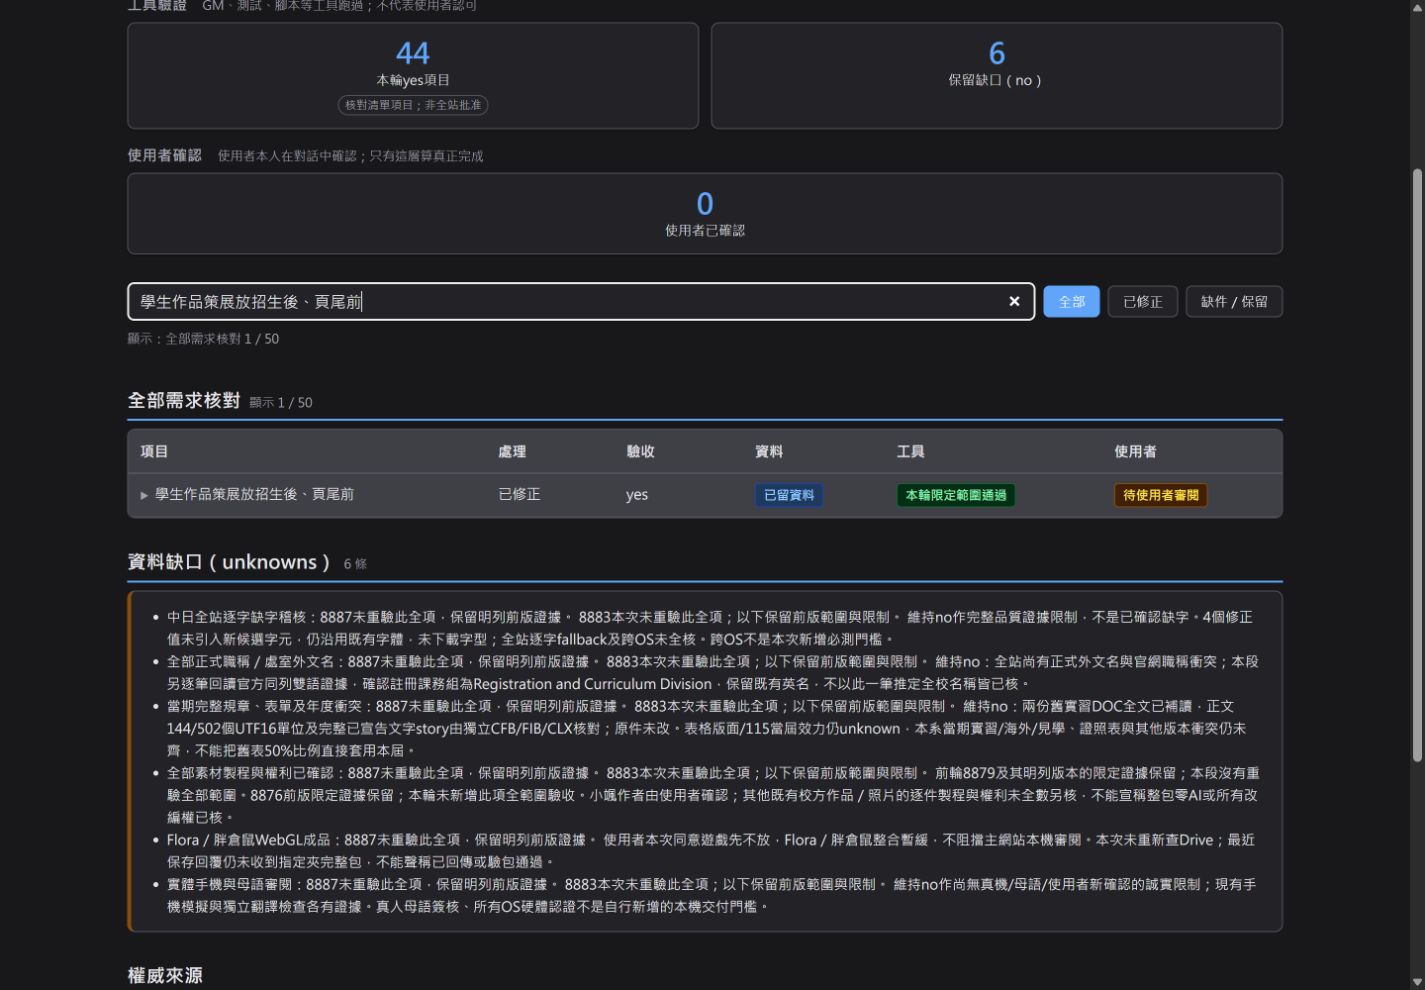 工具驗證 GM、測試、腳本等工具跑過；不代表使用者認可
44
本輪yes項目
核對清單項目；非全站批准
6
保留缺口（no）
使用者確認 使用者本人在對話中確認；只有這層算真正完成
0
使用者已確認
學生作品策展放招生後、頁尾前 ×
全部 已修正 缺件 / 保留
顯示：全部需求核對 1 / 50
全部需求核對 顯示 1 / 50
項目 處理 驗收 資料 工具 使用者
▶ 學生作品策展放招生後、頁尾前 已修正 yes 已留資料 本輪限定範圍通過 待使用者審閱
資料缺口（unknowns） 6 條
• 中日全站逐字缺字稽核：8887未重驗此全項，保留明列前版證據。 8883本次未重驗此全項；以下保留前版範圍與限制。 維持no作完整品質證據限制，不是已確認缺字。4個修正
值未引入新候選字元，仍沿用既有字體，未下載字型；全站逐字fallback及跨OS未全核。跨OS不是本次新增必測門檻。
• 全部正式職稱 / 處室外文名：8887未重驗此全項，保留明列前版證據。 8883本次未重驗此全項；以下保留前版範圍與限制。 維持no：全站尚有正式外文名與官網職稱衝突；本段
另逐筆回讀官方同列雙語證據，確認註冊課務組為Registration and Curriculum Division，保留既有英名，不以此一筆推定全校名稱皆已核。
• 當期完整規章、表單及年度衝突：8887未重驗此全項，保留明列前版證據。 8883本次未重驗此全項；以下保留前版範圍與限制。 維持no：兩份舊實習DOC全文已補讀，正文
144/502個UTF16單位及完整已宣告文字story由獨立CFB/FIB/CLX核對；原件未改。表格版面/115當屆效力仍unknown，本系當期實習/海外/見學、證照表與其他版本衝突仍未
齊，不能把舊表50%比例直接套用本屆。
• 全部素材製程與權利已確認：8887未重驗此全項，保留明列前版證據。 8883本次未重驗此全項；以下保留前版範圍與限制。 前輪8879及其明列版本的限定證據保留；本段沒有重
驗全部範圍。8876前版限定證據保留；本輪未新增此項全範圍驗收。小颯作者由使用者確認；其他既有校方作品 / 照片的逐件製程與權利未全數另核，不能宣稱整包零AI或所有改
編權已核。
• Flora / 胖倉鼠WebGL成品：8887未重驗此全項，保留明列前版證據。 使用者本次同意遊戲先不放，Flora / 胖倉鼠整合暫緩，不阻擋主網站本機審閱。本次未重新查Drive；最近
保存回覆仍未收到指定夾完整包，不能聲稱已回傳或驗包通過。
• 實體手機與母語審閱：8887未重驗此全項，保留明列前版證據。 8883本次未重驗此全項；以下保留前版範圍與限制。 維持no作尚無真機/母語/使用者新確認的誠實限制；現有手
機模擬與獨立翻譯檢查各有證據。真人母語簽核、所有OS硬體認證不是自行新增的本機交付門檻。
權威來源